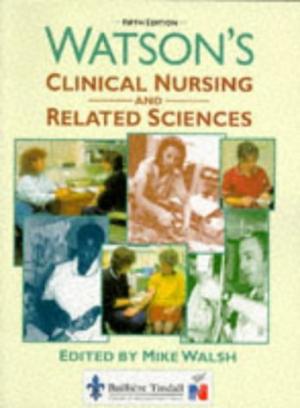 FIFTH EDITION
WATSON'S
CLINICAL NURSING
AND
RELATED SCIENCES
EDITED BY MIKE WALSH
Baillière Tindall